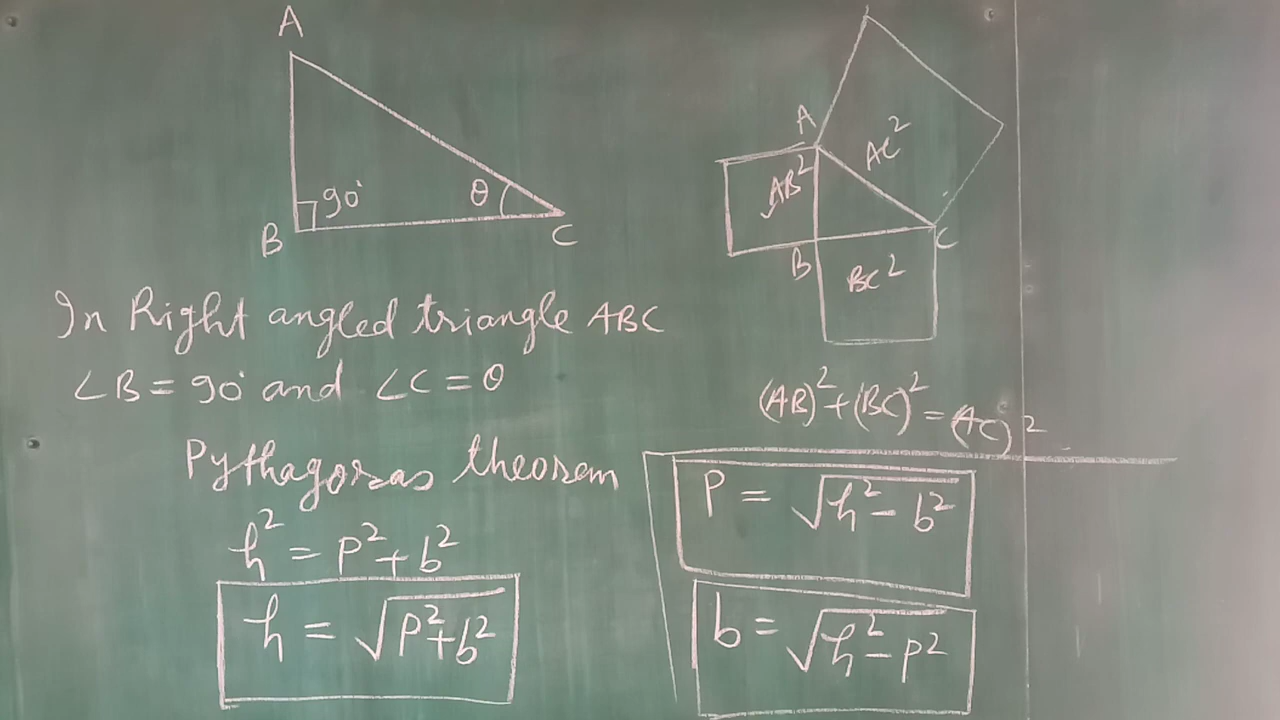 A
90°
θ
B
C
In Right angled triangle ABC
∠B = 90° and ∠C = θ
Pythagoras theorem
h² = p² + b²
h = √(p² + b²)
A
AC²
AB²
B
C
BC²
(AB)² + (BC)² = (AC)²
p = √(h² - b²)
b = √(h² - p²)